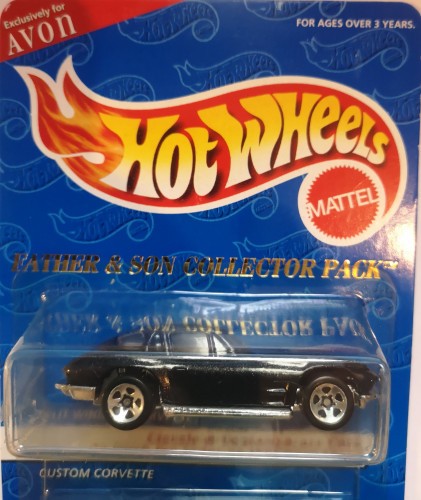 Exclusively for
AVON
FOR AGES OVER 3 YEARS.
HOT WHEELS
MATTEL
FATHER & SON COLLECTOR PACK™
CUSTOM CORVETTE